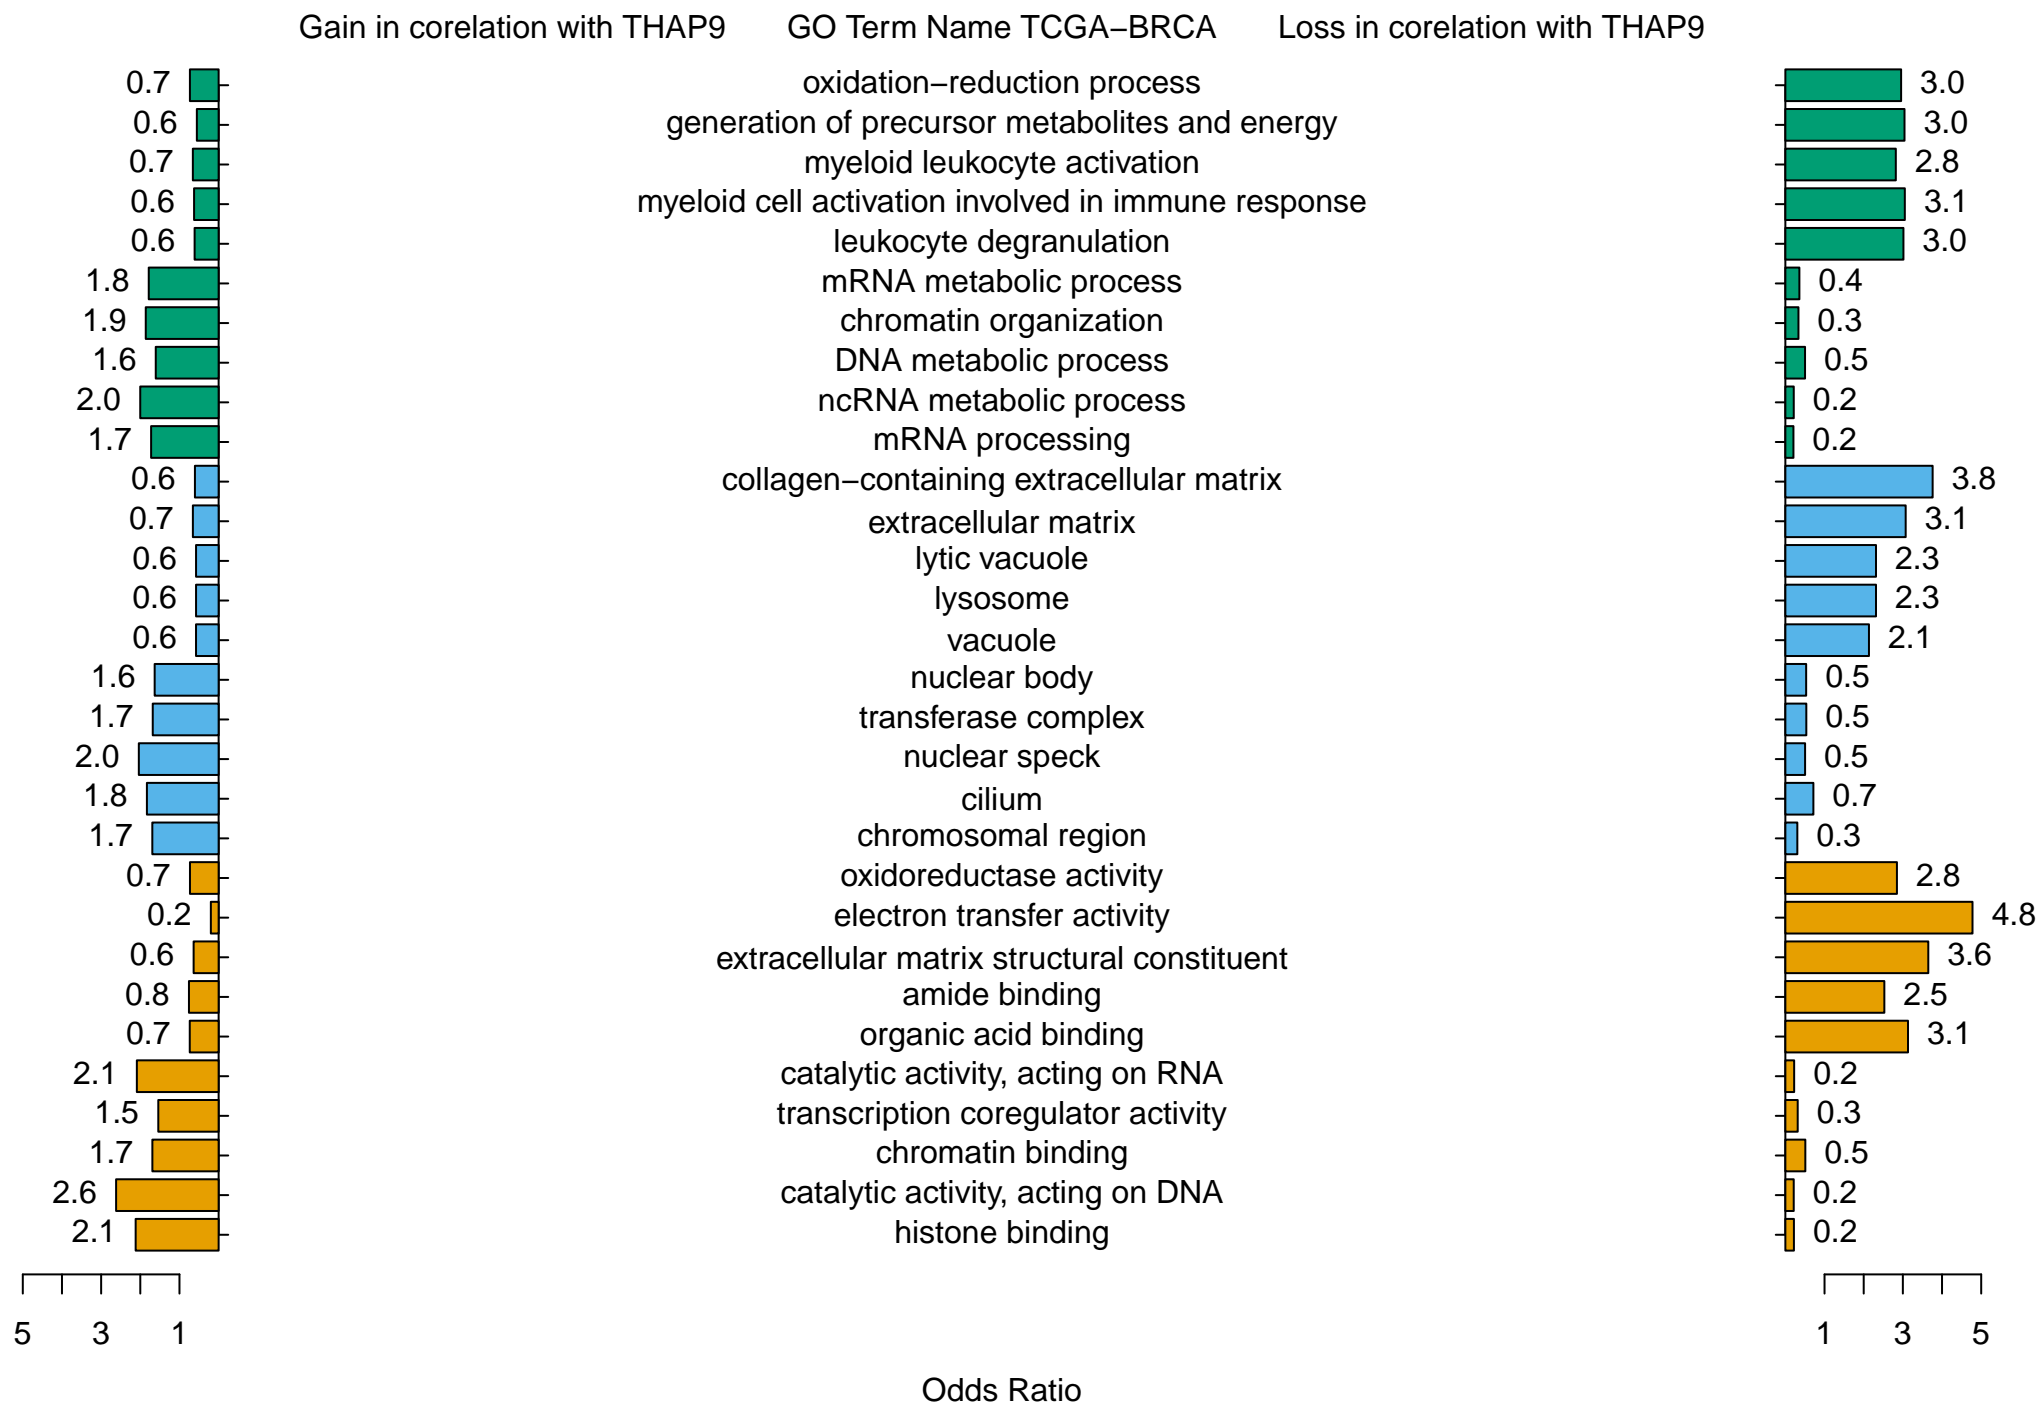 Gain in corelation with THAP9 GO Term Name TCGA−BRCA Loss in corelation with THAP9
0.7 oxidation−reduction process 3.0
0.6 generation of precursor metabolites and energy 3.0
0.7 myeloid leukocyte activation 2.8
0.6 myeloid cell activation involved in immune response 3.1
0.6 leukocyte degranulation 3.0
1.8 mRNA metabolic process 0.4
1.9 chromatin organization 0.3
1.6 DNA metabolic process 0.5
2.0 ncRNA metabolic process 0.2
1.7 mRNA processing 0.2
0.6 collagen−containing extracellular matrix 3.8
0.7 extracellular matrix 3.1
0.6 lytic vacuole 2.3
0.6 lysosome 2.3
0.6 vacuole 2.1
1.6 nuclear body 0.5
1.7 transferase complex 0.5
2.0 nuclear speck 0.5
1.8 cilium 0.7
1.7 chromosomal region 0.3
0.7 oxidoreductase activity 2.8
0.2 electron transfer activity 4.8
0.6 extracellular matrix structural constituent 3.6
0.8 amide binding 2.5
0.7 organic acid binding 3.1
2.1 catalytic activity, acting on RNA 0.2
1.5 transcription coregulator activity 0.3
1.7 chromatin binding 0.5
2.6 catalytic activity, acting on DNA 0.2
2.1 histone binding 0.2
5 3 1 1 3 5
Odds Ratio